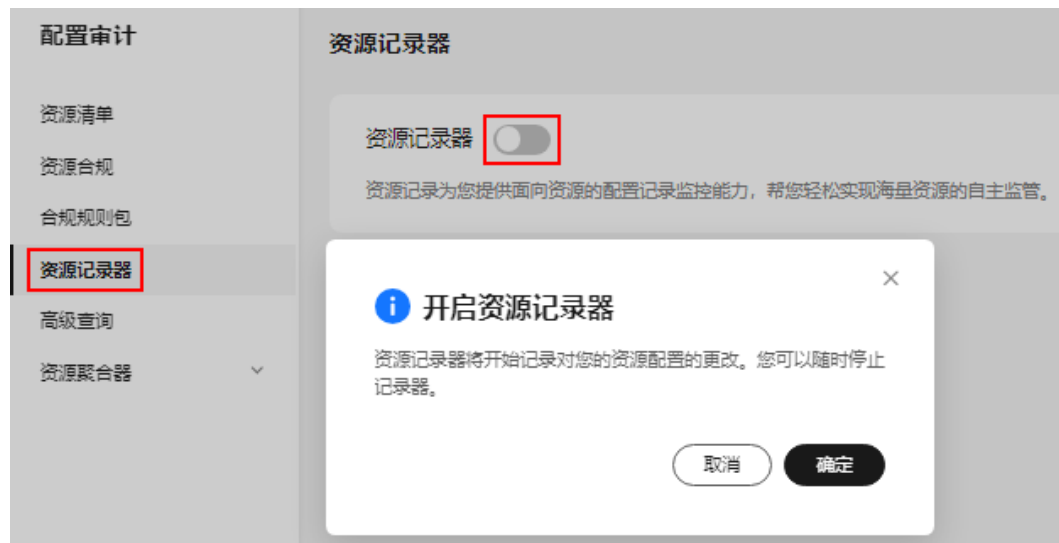 配置审计
资源清单
资源合规
合规规则包
资源记录器
高级查询
资源聚合器
资源记录器
资源记录器
资源记录为您提供面向资源的配置记录监控能力，帮您轻松实现海量资源的自主监管。
开启资源记录器
资源记录器将开始记录对您的资源配置的更改。您可以随时停止
记录器。
取消
确定